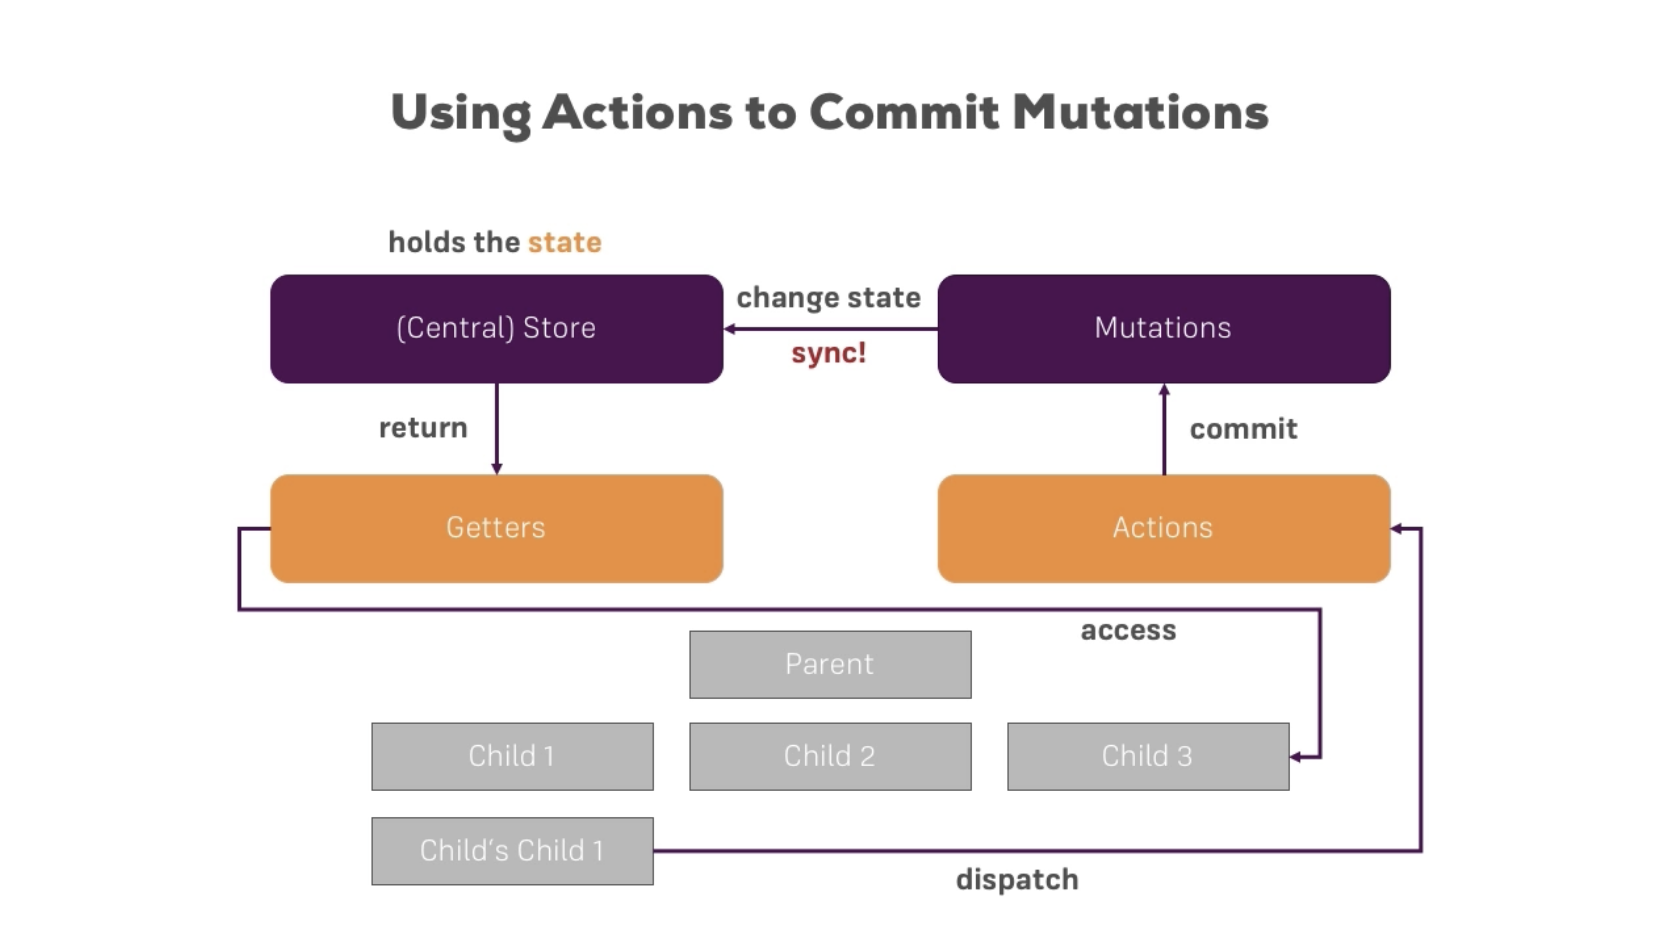 Using Actions to Commit Mutations
holds the state
(Central) Store
change state
sync!
Mutations
return
commit
Getters
Actions
access
Parent
Child 1
Child 2
Child 3
Child's Child 1
dispatch